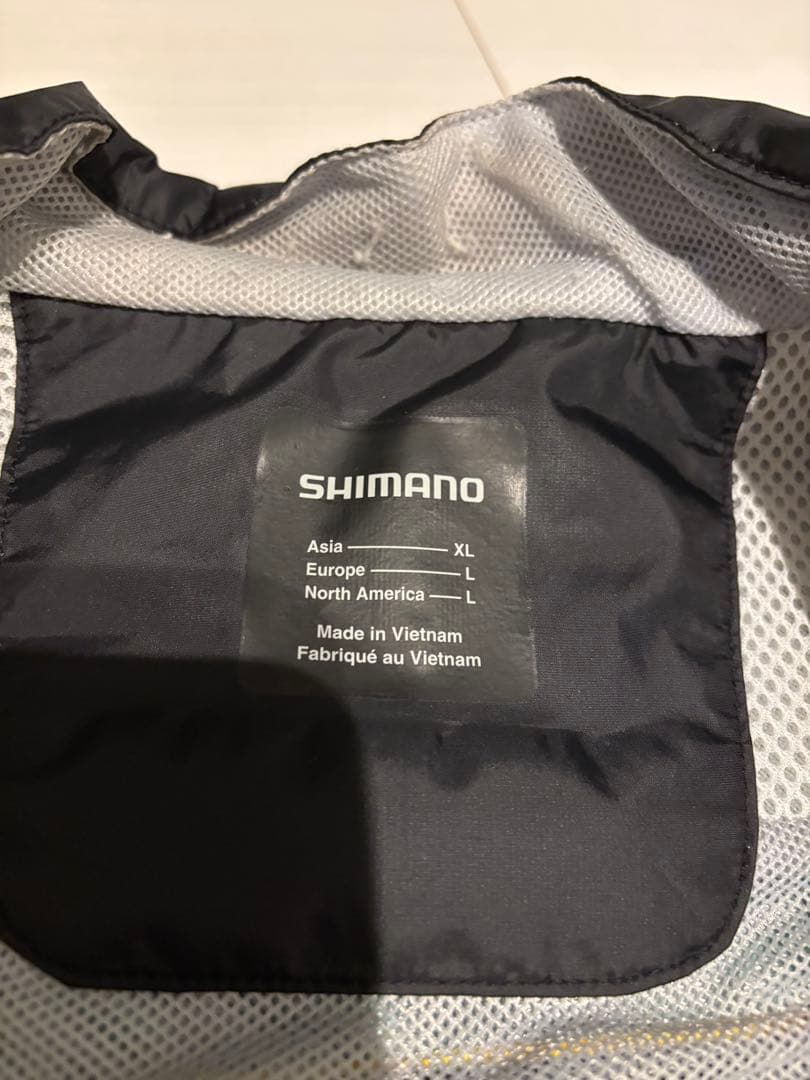 SHIMANO
Asia XL
Europe L
North America L
Made in Vietnam
Fabriqué au Vietnam